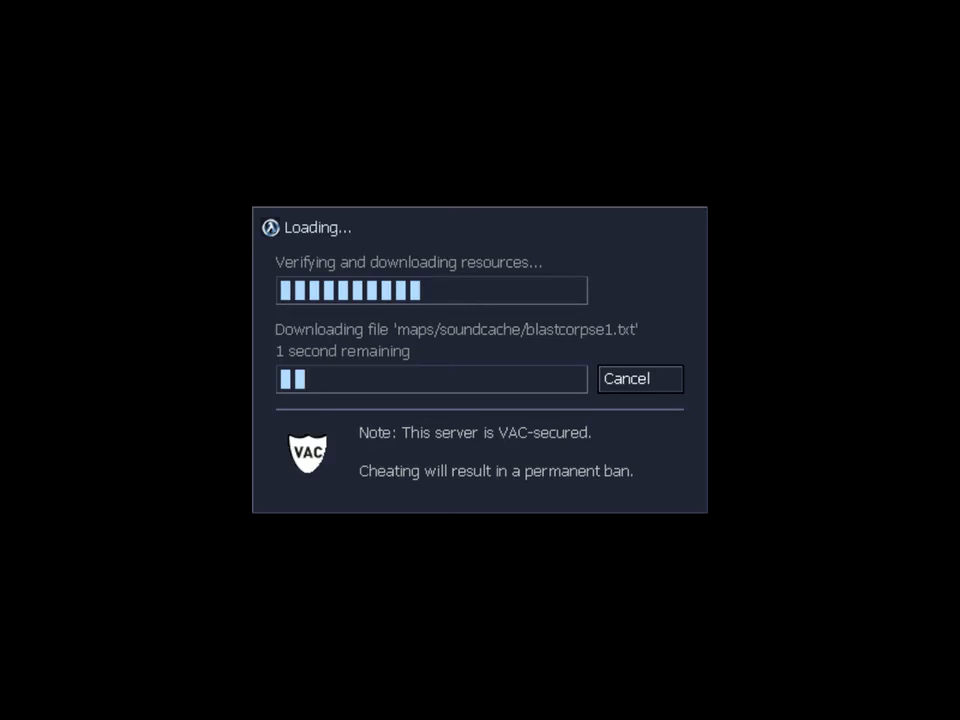 Loading...
Verifying and downloading resources...
Downloading file 'maps/soundcache/blastcorpse1.txt'
1 second remaining
Cancel
VAC
Note: This server is VAC-secured.
Cheating will result in a permanent ban.